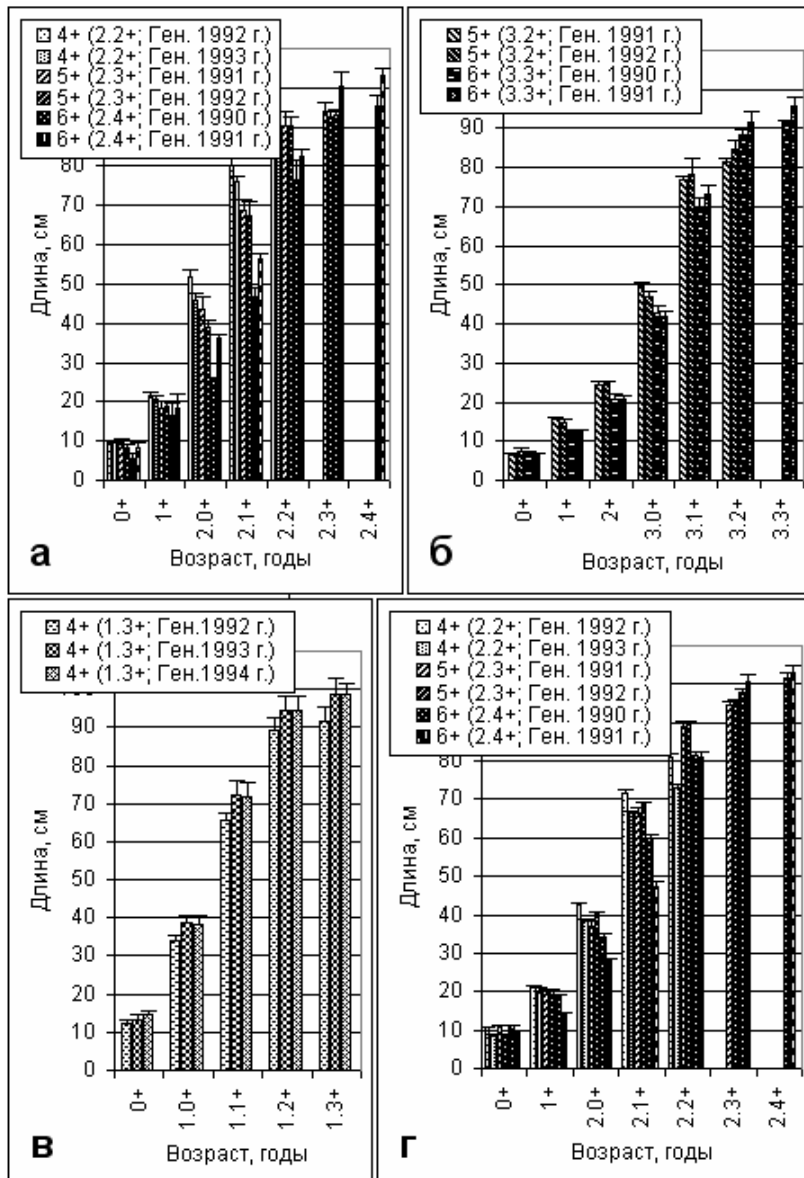 4+ (2.2+; Ген. 1992 г.)
4+ (2.2+; Ген. 1993 г.)
5+ (2.3+; Ген. 1991 г.)
5+ (2.3+; Ген. 1992 г.)
6+ (2.4+; Ген. 1990 г.)
6+ (2.4+; Ген. 1991 г.)
80
70
60
50
40
30
20
10
0
Длина, см
0+
1+
2.0+
2.1+
2.2+
2.3+
2.4+
Возраст, годы
а
5+ (3.2+; Ген. 1991 г.)
5+ (3.2+; Ген. 1992 г.)
6+ (3.3+; Ген. 1990 г.)
6+ (3.3+; Ген. 1991 г.)
90
80
70
60
50
40
30
20
10
0
Длина, см
0+
1+
2+
3.0+
3.1+
3.2+
3.3+
Возраст, годы
б
4+ (1.3+; Ген.1992 г.)
4+ (1.3+; Ген.1993 г.)
4+ (1.3+; Ген.1994 г.)
90
80
70
60
50
40
30
20
10
0
Длина, см
0+
1.0+
1.1+
1.2+
1.3+
Возраст, годы
в
4+ (2.2+; Ген. 1992 г.)
4+ (2.2+; Ген. 1993 г.)
5+ (2.3+; Ген. 1991 г.)
5+ (2.3+; Ген. 1992 г.)
6+ (2.4+; Ген. 1990 г.)
6+ (2.4+; Ген. 1991 г.)
80
70
60
50
40
30
20
10
0
Длина, см
0+
1+
2.0+
2.1+
2.2+
2.3+
2.4+
Возраст, годы
г